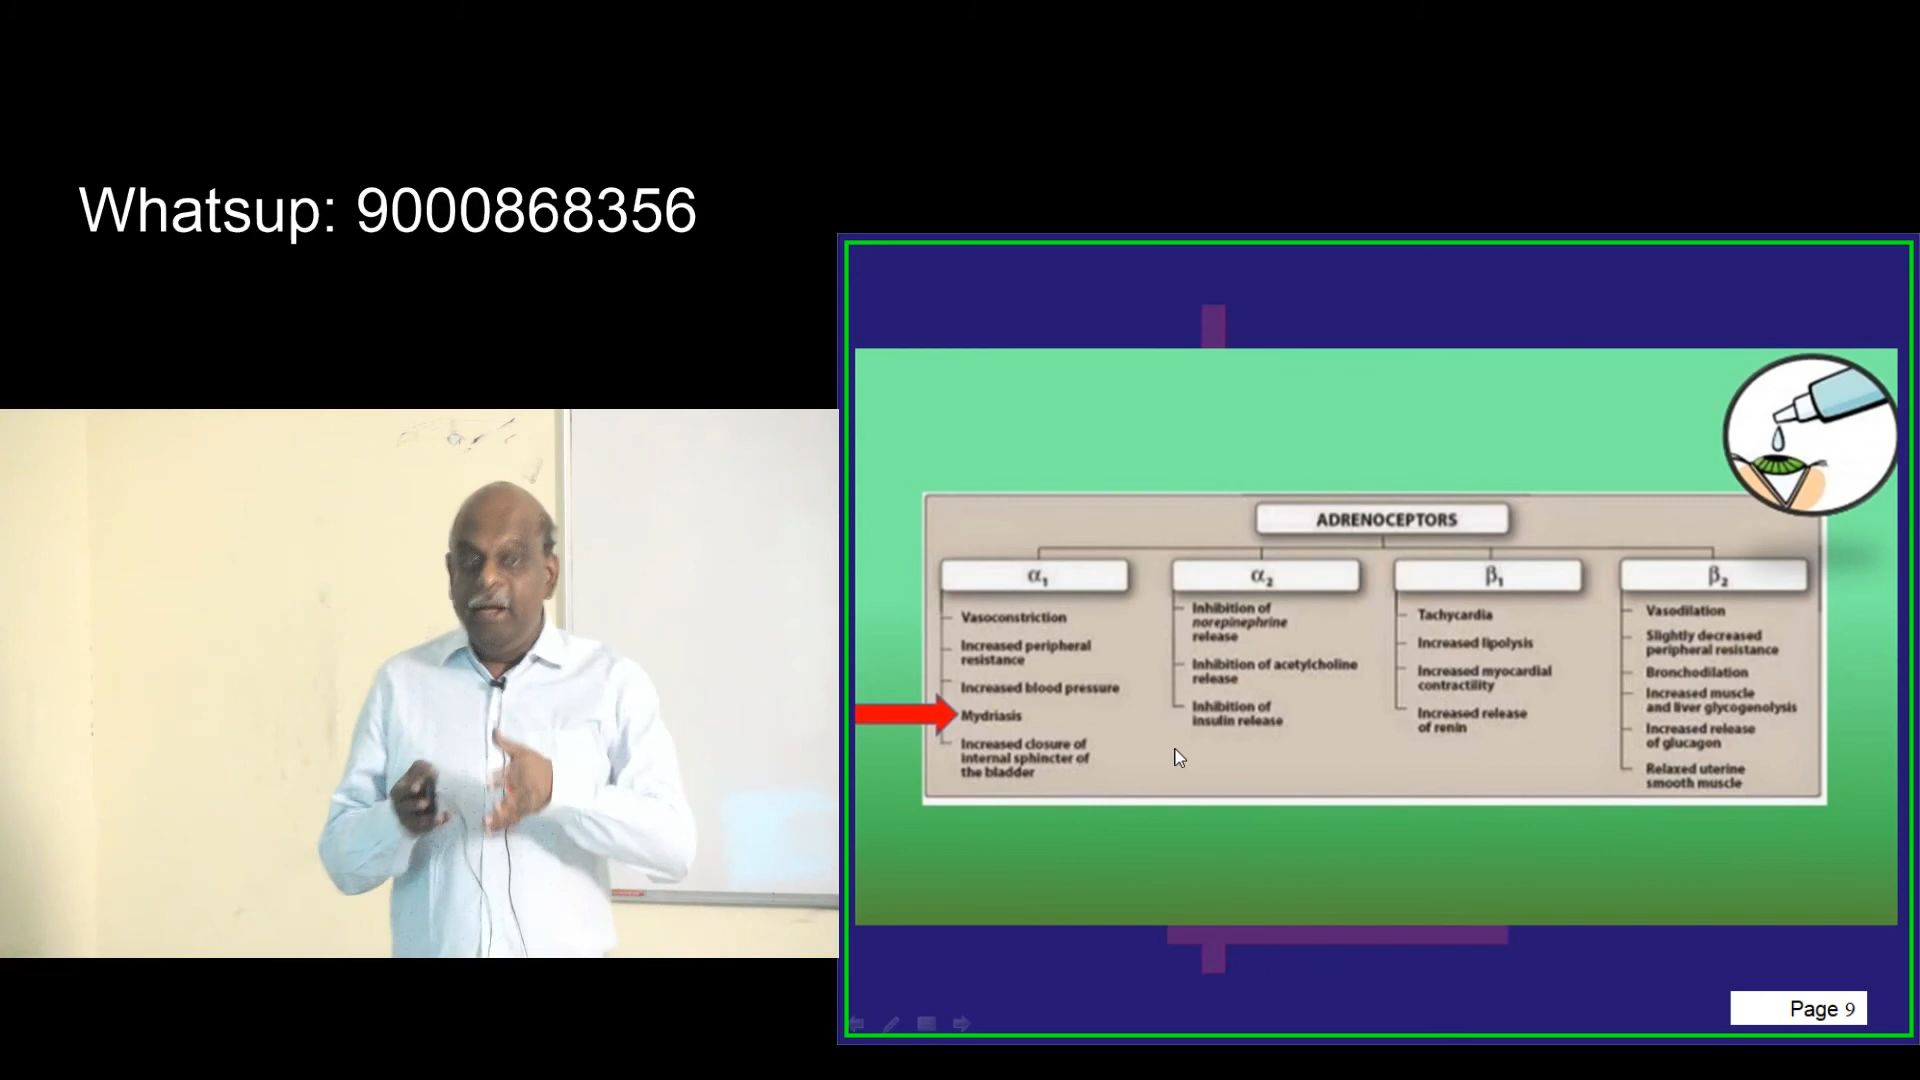 Whatsup: 9000868356
ADRENOCEPTORS
α1
Vasoconstriction
Increased peripheral
resistance
Increased blood pressure
Mydriasis
Increased closure of
internal sphincter of
the bladder
α2
Inhibition of
norepinephrine
release
Inhibition of acetylcholine
release
Inhibition of
insulin release
β1
Tachycardia
Increased lipolysis
Increased myocardial
contractility
Increased release
of renin
β2
Vasodilation
Slightly decreased
peripheral resistance
Bronchodilation
Increased muscle
and liver glycogenolysis
Increased release
of glucagon
Relaxed uterine
smooth muscle
Page 9